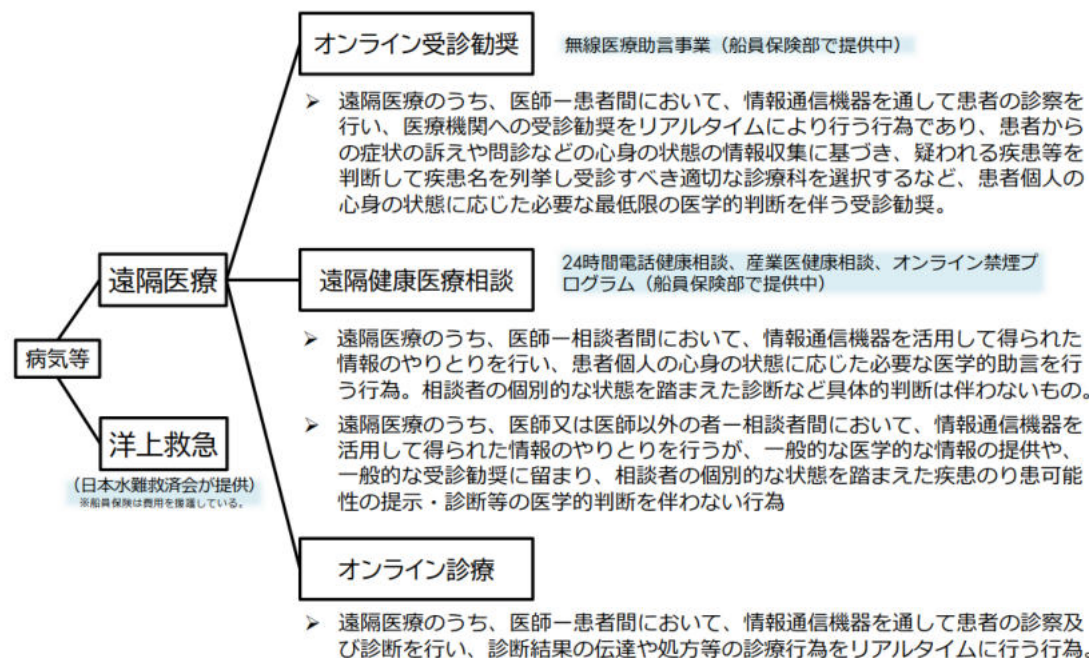 オンライン受診勧奨
無線医療助言事業（船員保険部で提供中）
➢ 遠隔医療のうち、医師－患者間において、情報通信機器を通して患者の診察を
行い、医療機関への受診勧奨をリアルタイムにより行う行為であり、患者から
の症状の訴えや問診などの心身の状態の情報収集に基づき、疑われる疾患等を
判断して疾患名を列挙し受診すべき適切な診療科を選択するなど、患者個人の
心身の状態に応じた必要な最低限の医学的判断を伴う受診勧奨。
病気等
遠隔医療
遠隔健康医療相談
24時間電話健康相談、産業医健康相談、オンライン禁煙プ
ログラム（船員保険部で提供中）
➢ 遠隔医療のうち、医師－相談者間において、情報通信機器を活用して得られた
情報のやりとりを行い、患者個人の心身の状態に応じた必要な医学的助言を行
う行為。相談者の個別的な状態を踏まえた診断など具体的判断は伴わないもの。
➢ 遠隔医療のうち、医師又は医師以外の者－相談者間において、情報通信機器を
活用して得られた情報のやりとりを行うが、一般的な医学的な情報の提供や、
一般的な受診勧奨に留まり、相談者の個別的な状態を踏まえた疾患のり患可能
性の提示・診断等の医学的判断を伴わない行為
洋上救急
（日本水難救済会が提供）
※船員保険は費用を援護している。
オンライン診療
➢ 遠隔医療のうち、医師－患者間において、情報通信機器を通して患者の診察及
び診断を行い、診断結果の伝達や処方等の診療行為をリアルタイムに行う行為。